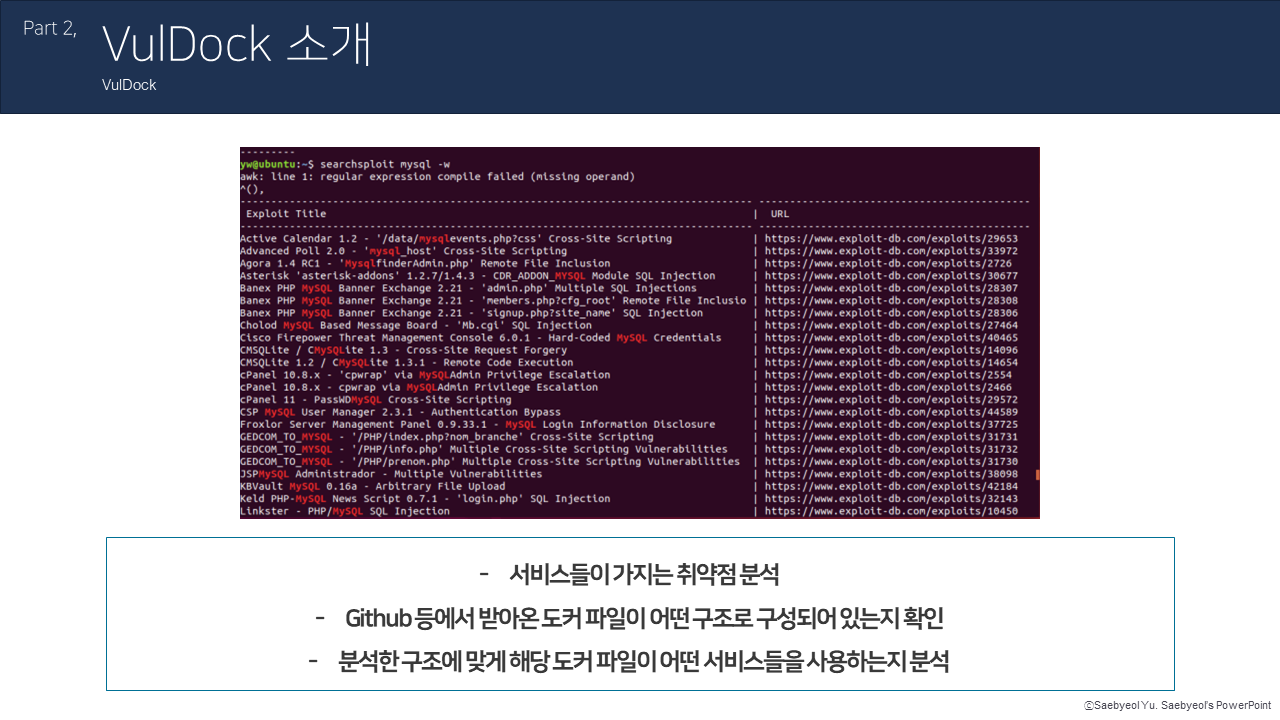 Part 2,
VulDock 소개
VulDock
---------
yw@ubuntu:~$ searchsploit mysql -w
awk: line 1: regular expression compile failed (missing operand)
^(),
Exploit Title | URL
Active Calendar 1.2 - '/data/mysqlevents.php?css' Cross-Site Scripting | https://www.exploit-db.com/exploits/29653
Advanced Poll 2.0 - 'mysql_host' Cross-Site Scripting | https://www.exploit-db.com/exploits/33972
Agora 1.4 RC1 - 'MysqlfinderAdmin.php' Remote File Inclusion | https://www.exploit-db.com/exploits/2726
Asterisk 'asterisk-addons' 1.2.7/1.4.3 - CDR_ADDON_MYSQL Module SQL Injection | https://www.exploit-db.com/exploits/30677
Banex PHP MySQL Banner Exchange 2.21 - 'admin.php' Multiple SQL Injections | https://www.exploit-db.com/exploits/28307
Banex PHP MySQL Banner Exchange 2.21 - 'members.php?cfg_root' Remote File Inclusio | https://www.exploit-db.com/exploits/28308
Banex PHP MySQL Banner Exchange 2.21 - 'signup.php?site_name' SQL Injection | https://www.exploit-db.com/exploits/28306
Cholod MySQL Based Message Board - 'Mb.cgi' SQL Injection | https://www.exploit-db.com/exploits/27464
Cisco Firepower Threat Management Console 6.0.1 - Hard-Coded MySQL Credentials | https://www.exploit-db.com/exploits/40465
CMSQLite / CMySQLite 1.3 - Cross-Site Request Forgery | https://www.exploit-db.com/exploits/14096
CMSQLite 1.2 / CMySQLite 1.3.1 - Remote Code Execution | https://www.exploit-db.com/exploits/14654
cPanel 10.8.x - 'cpwrap' via MySQLAdmin Privilege Escalation | https://www.exploit-db.com/exploits/2554
cPanel 10.8.x - cpwrap via MySQLAdmin Privilege Escalation | https://www.exploit-db.com/exploits/2466
cPanel 11 - PassWDMySQL Cross-Site Scripting | https://www.exploit-db.com/exploits/29572
CSP MySQL User Manager 2.3.1 - Authentication Bypass | https://www.exploit-db.com/exploits/44589
Froxlor Server Management Panel 0.9.33.1 - MySQL Login Information Disclosure | https://www.exploit-db.com/exploits/37725
GEDCOM_TO_MYSQL - '/PHP/index.php?nom_branche' Cross-Site Scripting | https://www.exploit-db.com/exploits/31731
GEDCOM_TO_MYSQL - '/PHP/info.php' Multiple Cross-Site Scripting Vulnerabilities | https://www.exploit-db.com/exploits/31732
GEDCOM_TO_MYSQL - '/PHP/prenom.php' Multiple Cross-Site Scripting Vulnerabilities | https://www.exploit-db.com/exploits/31730
JSPMySQL Administrador - Multiple Vulnerabilities | https://www.exploit-db.com/exploits/38098
KBVault MySQL 0.16a - Arbitrary File Upload | https://www.exploit-db.com/exploits/42184
Keld PHP-MySQL News Script 0.7.1 - 'login.php' SQL Injection | https://www.exploit-db.com/exploits/32143
Linkster - PHP/MySQL SQL Injection | https://www.exploit-db.com/exploits/10450
- 서비스들이 가지는 취약점 분석
- Github 등에서 받아온 도커 파일이 어떤 구조로 구성되어 있는지 확인
- 분석한 구조에 맞게 해당 도커 파일이 어떤 서비스들을 사용하는지 분석
ⓒSaebyeol Yu. Saebyeol's PowerPoint